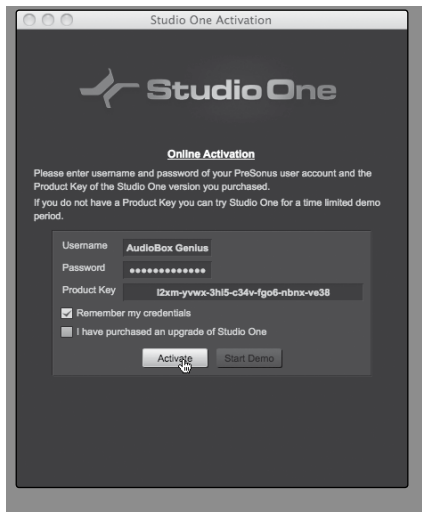 Studio One Activation
Studio One
Online Activation
Please enter username and password of your PreSonus user account and the
Product Key of the Studio One version you purchased.
If you do not have a Product Key you can try Studio One for a time limited demo
period.
Username AudioBox Genius
Password ●●●●●●●●●●●●●
Product Key l2xm-yvwx-3hl5-c34v-fgo6-nbnx-ve38
Remember my credentials
I have purchased an upgrade of Studio One
Activate Start Demo